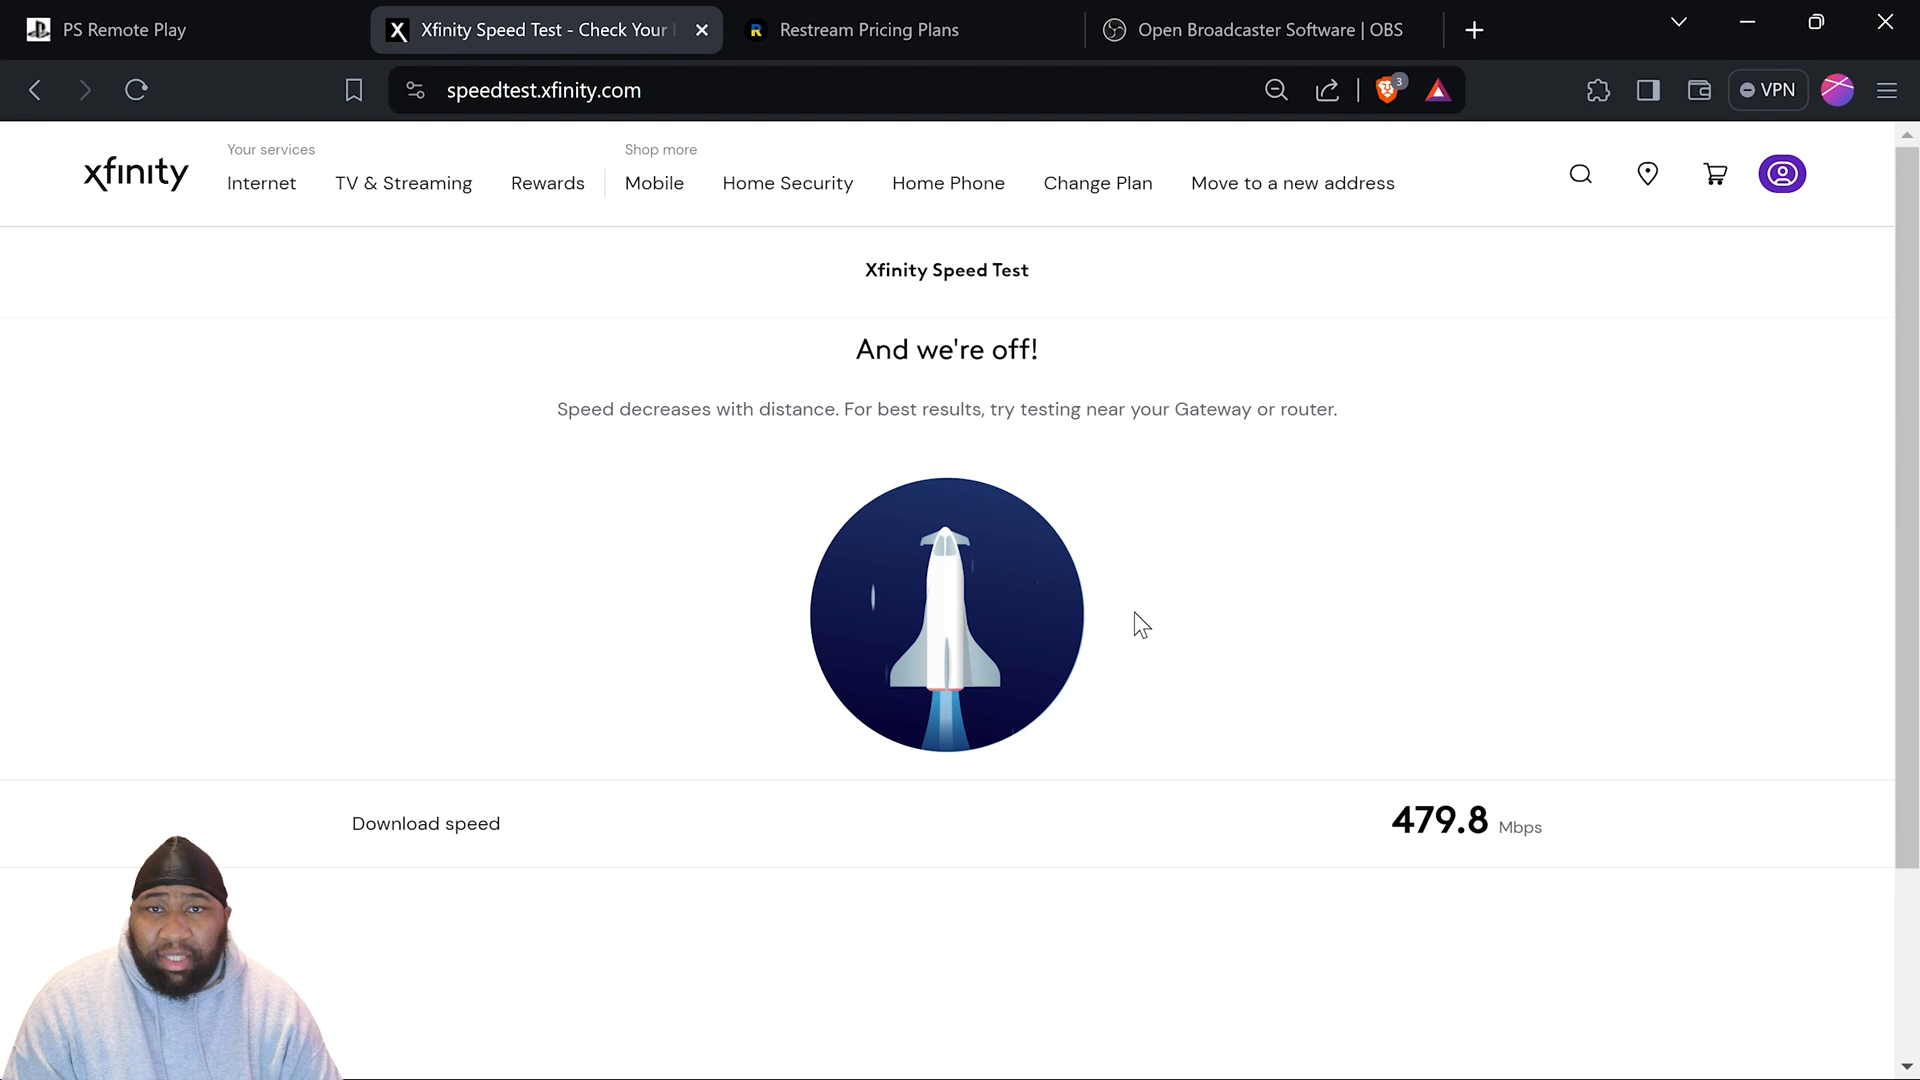 PS Remote Play
Xfinity Speed Test - Check Your
Restream Pricing Plans
Open Broadcaster Software | OBS
speedtest.xfinity.com
3
VPN
xfinity
Your services
Internet
TV & Streaming
Rewards
Shop more
Mobile
Home Security
Home Phone
Change Plan
Move to a new address
Xfinity Speed Test
And we're off!
Speed decreases with distance. For best results, try testing near your Gateway or router.
Download speed
479.8 Mbps